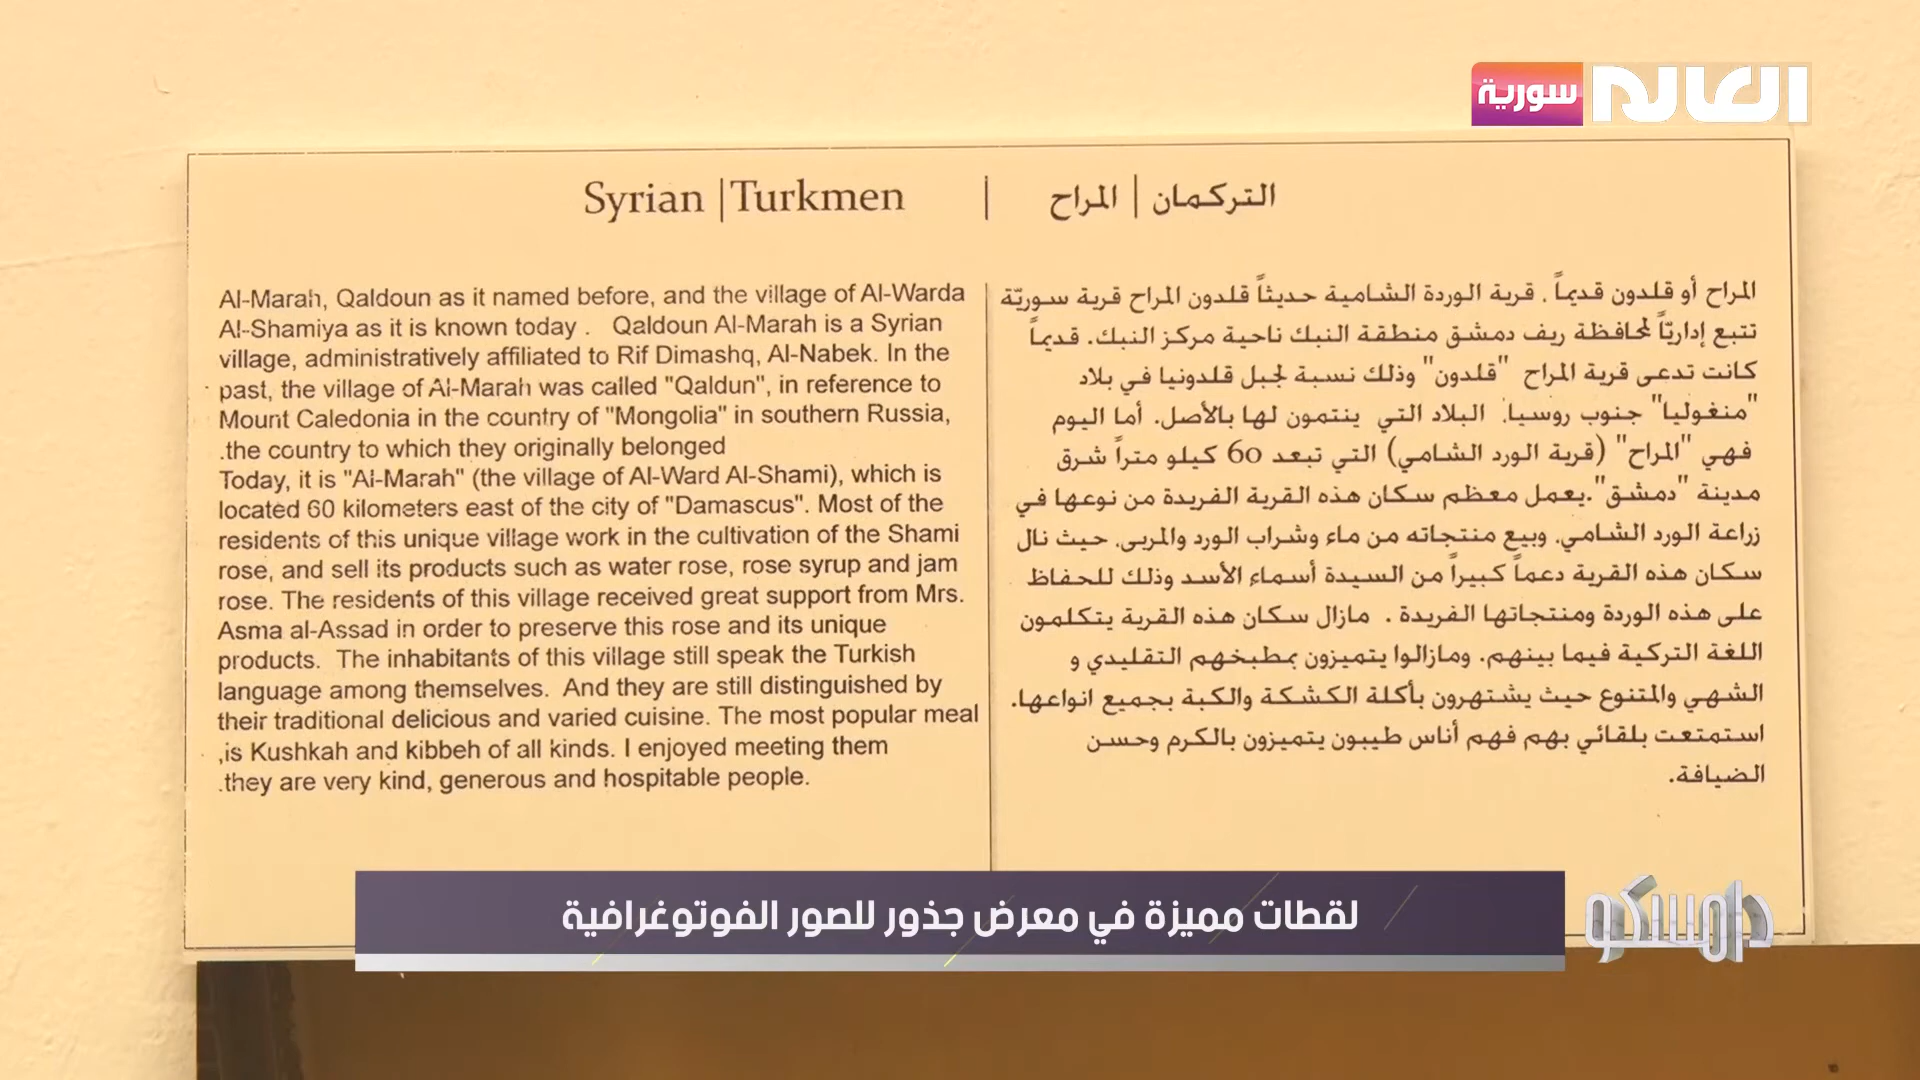 العالم سورية
Syrian | Turkmen | التركمان | المراح
Al-Marah, Qaldoun as it named before, and the village of Al-Warda
Al-Shamiya as it is known today . Qaldoun Al-Marah is a Syrian
village, administratively affiliated to Rif Dimashq, Al-Nabek. In the
past, the village of Al-Marah was called "Qaldun", in reference to
Mount Caledonia in the country of "Mongolia" in southern Russia,
.the country to which they originally belonged
Today, it is "Al-Marah" (the village of Al-Ward Al-Shami), which is
located 60 kilometers east of the city of "Damascus". Most of the
residents of this unique village work in the cultivation of the Shami
rose, and sell its products such as water rose, rose syrup and jam
rose. The residents of this village received great support from Mrs.
Asma al-Assad in order to preserve this rose and its unique
products. The inhabitants of this village still speak the Turkish
language among themselves. And they are still distinguished by
their traditional delicious and varied cuisine. The most popular meal
,is Kushkah and kibbeh of all kinds. I enjoyed meeting them
.they are very kind, generous and hospitable people.
المراح أو قلدون قديماً . قرية الوردة الشامية حديثاً قلدون المراح قرية سوريّة
تتبع إداريّاً لمحافظة ريف دمشق منطقة النبك ناحية مركز النبك. قديماً
كانت تدعى قرية المراح "قلدون" وذلك نسبة لجبل قلدونيا في بلاد
"منغوليا" جنوب روسيا. البلاد التي ينتمون لها بالأصل. أما اليوم
فهي "المراح" (قرية الورد الشامي) التي تبعد 60 كيلو متراً شرق
مدينة "دمشق".يعمل معظم سكان هذه القرية الفريدة من نوعها في
زراعة الورد الشامي. وبيع منتجاته من ماء وشراب الورد والمربى. حيث نال
سكان هذه القرية دعماً كبيراً من السيدة أسماء الأسد وذلك للحفاظ
على هذه الوردة ومنتجاتها الفريدة . مازال سكان هذه القرية يتكلمون
اللغة التركية فيما بينهم. ومازالوا يتميزون بمطبخهم التقليدي و
الشهي والمتنوع حيث يشتهرون بأكلة الكشكة والكبة بجميع انواعها.
استمتعت بلقائي بهم فهم أناس طيبون يتميزون بالكرم وحسن
الضيافة.
لقطات مميزة في معرض جذور للصور الفوتوغرافية
دامسكو